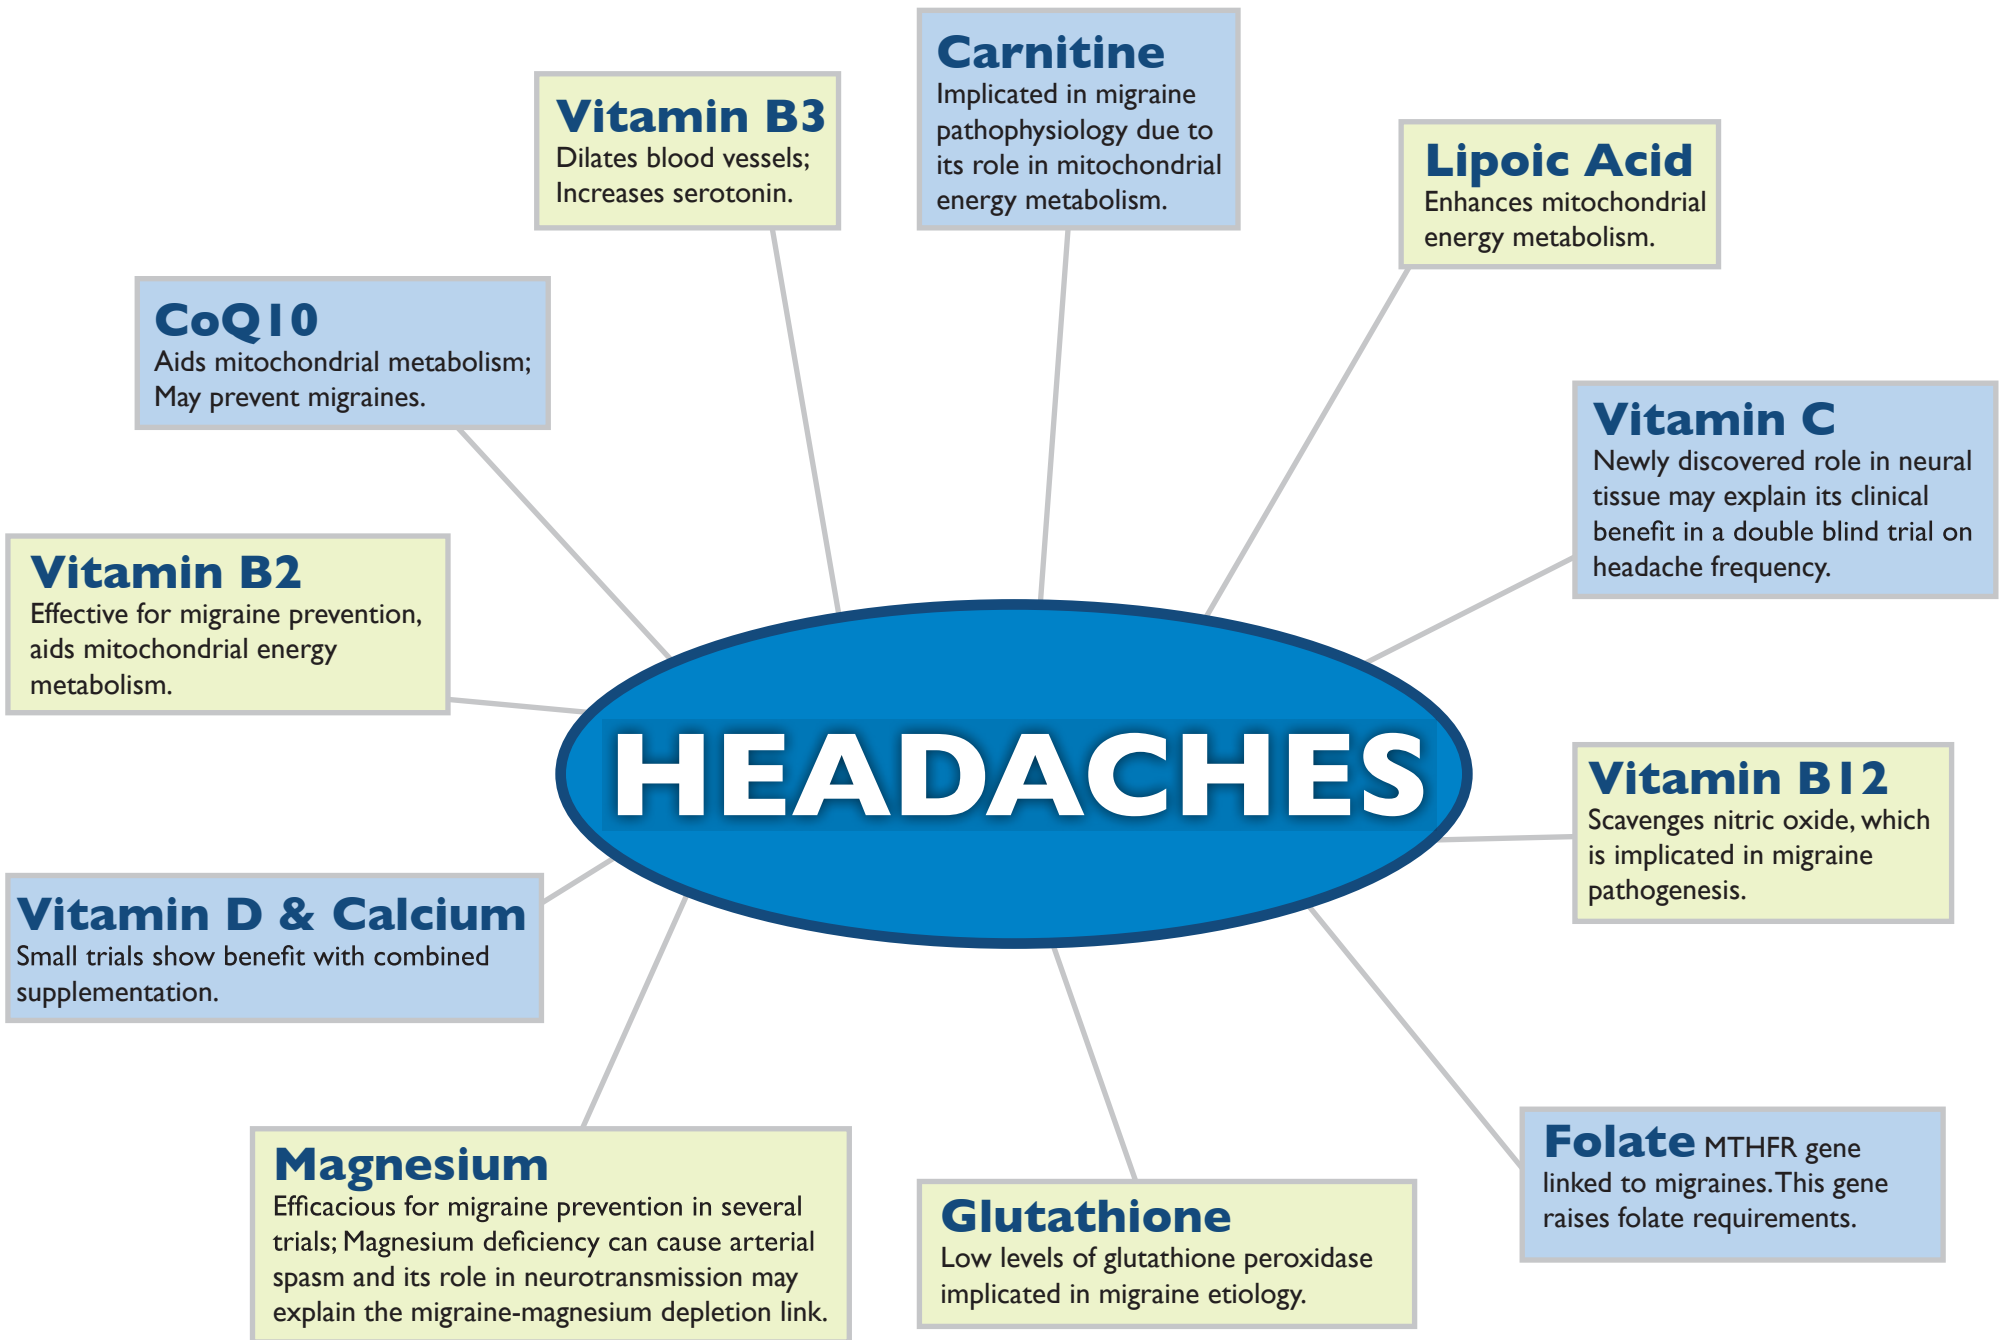 Carnitine
Implicated in migraine
pathophysiology due to
its role in mitochondrial
energy metabolism.
Vitamin B3
Dilates blood vessels;
Increases serotonin.
Lipoic Acid
Enhances mitochondrial
energy metabolism.
CoQ10
Aids mitochondrial metabolism;
May prevent migraines.
Vitamin C
Newly discovered role in neural
tissue may explain its clinical
benefit in a double blind trial on
headache frequency.
Vitamin B2
Effective for migraine prevention,
aids mitochondrial energy
metabolism.
HEADACHES
Vitamin B12
Scavenges nitric oxide, which
is implicated in migraine
pathogenesis.
Vitamin D & Calcium
Small trials show benefit with combined
supplementation.
Magnesium
Efficacious for migraine prevention in several
trials; Magnesium deficiency can cause arterial
spasm and its role in neurotransmission may
explain the migraine-magnesium depletion link.
Glutathione
Low levels of glutathione peroxidase
implicated in migraine etiology.
Folate MTHFR gene
linked to migraines. This gene
raises folate requirements.